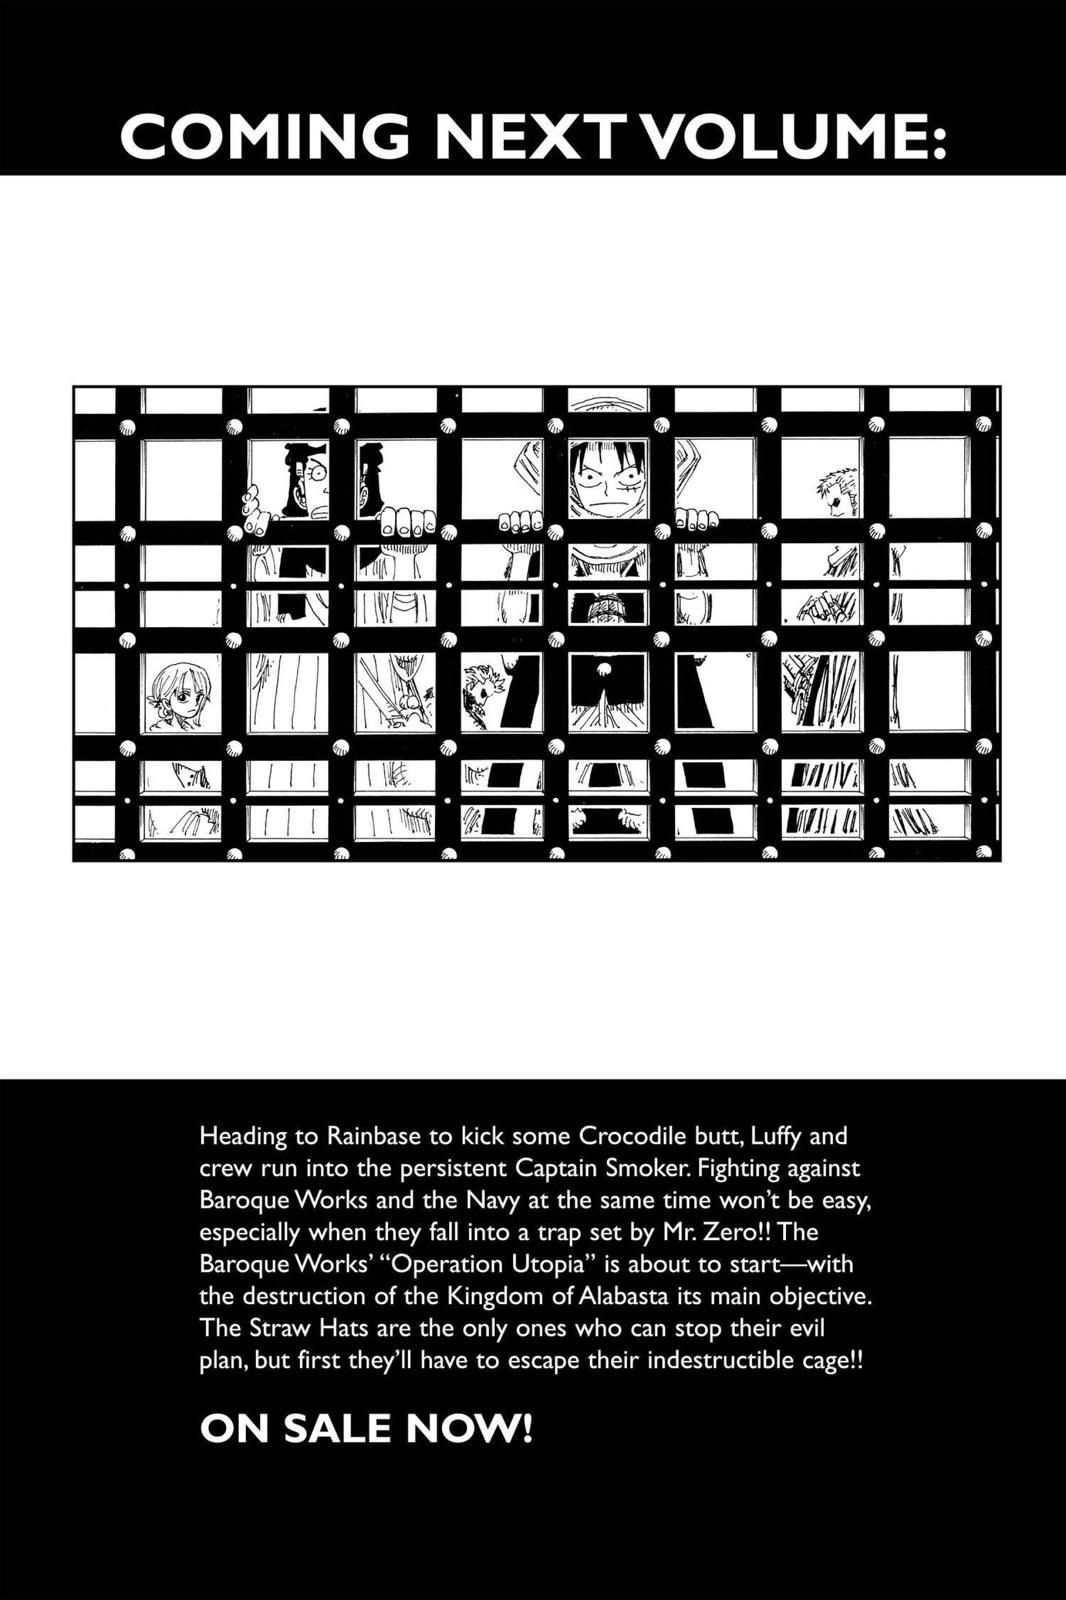 COMING NEXT VOLUME:
Heading to Rainbase to kick some Crocodile butt, Luffy and
crew run into the persistent Captain Smoker. Fighting against
Baroque Works and the Navy at the same time won’t be easy,
especially when they fall into a trap set by Mr. Zero!! The
Baroque Works’ “Operation Utopia” is about to start—with
the destruction of the Kingdom of Alabasta its main objective.
The Straw Hats are the only ones who can stop their evil
plan, but first they’ll have to escape their indestructible cage!!
ON SALE NOW!